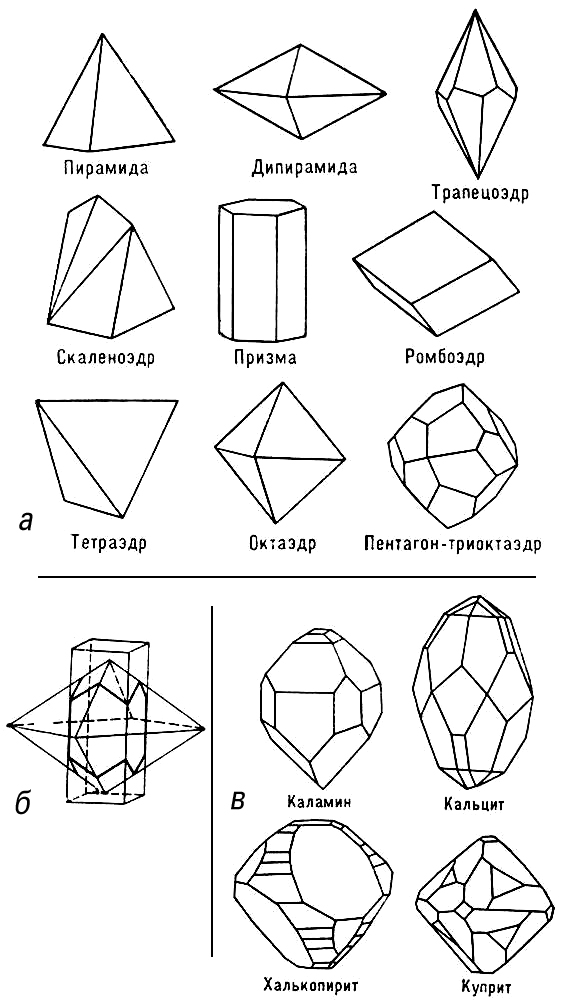 Пирамида
Дипирамида
Трапецоэдр
Скаленоэдр
Призма
Ромбоэдр
Тетраэдр
Октаэдр
Пентагон-триоктаэдр
а
б
в
Каламин
Кальцит
Халькопирит
Куприт